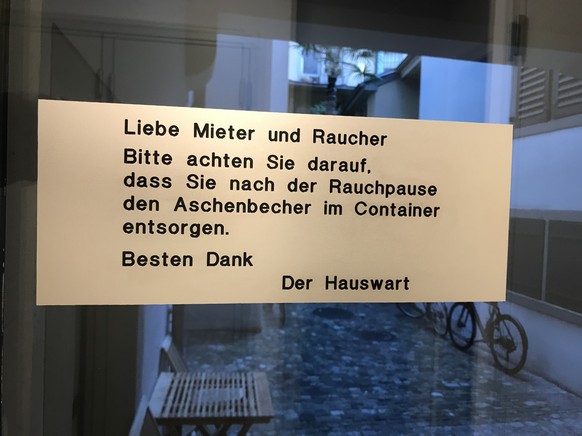 Liebe Mieter und Raucher
Bitte achten Sie darauf,
dass Sie nach der Rauchpause
den Aschenbecher im Container
entsorgen.
Besten Dank
Der Hauswart